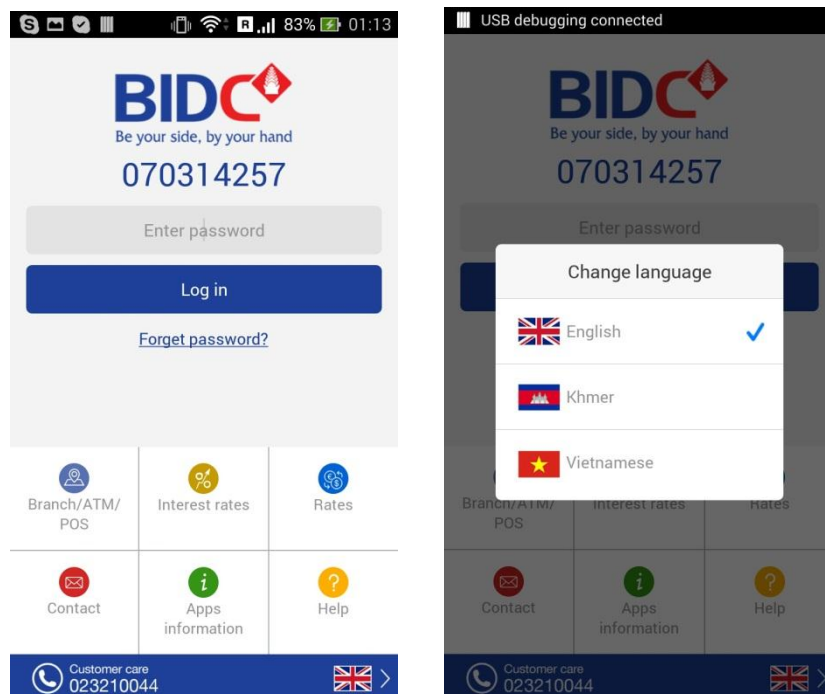 83% 01:13
BIDC
Be your side, by your hand
070314257
Enter password
Log in
Forget password?
Branch/ATM/
POS
Interest rates
Rates
Contact
Apps
information
Help
Customer care
023210044
USB debugging connected
BIDC
Be your side, by your hand
070314257
Enter password
Change language
English
Khmer
Vietnamese
Branch/ATM/
POS
Interest rates
Rates
Contact
Apps
information
Help
Customer care
023210044